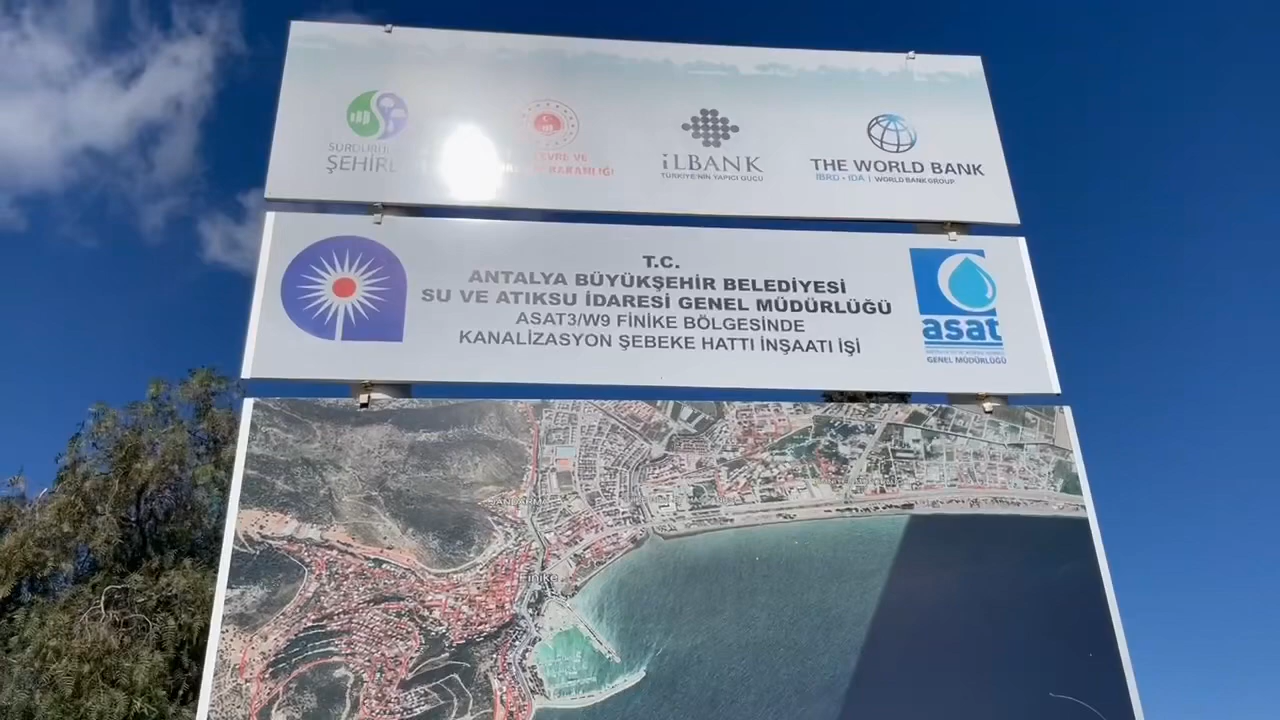 ŞEHİRL
VE
BAKANLIĞI
İLBANK
TÜRKİYE'NİN YAPICI GÜCÜ
THE WORLD BANK
IBRD • IDA | WORLD BANK GROUP
T.C.
ANTALYA BÜYÜKŞEHİR BELEDİYESİ
SU VE ATIKSU İDARESİ GENEL MÜDÜRLÜĞÜ
ASAT3/W9 FİNİKE BÖLGESİNDE
KANALİZASYON ŞEBEKE HATTI İNŞAATI İŞİ
asat
GENEL MÜDÜRLÜĞÜ
Finike